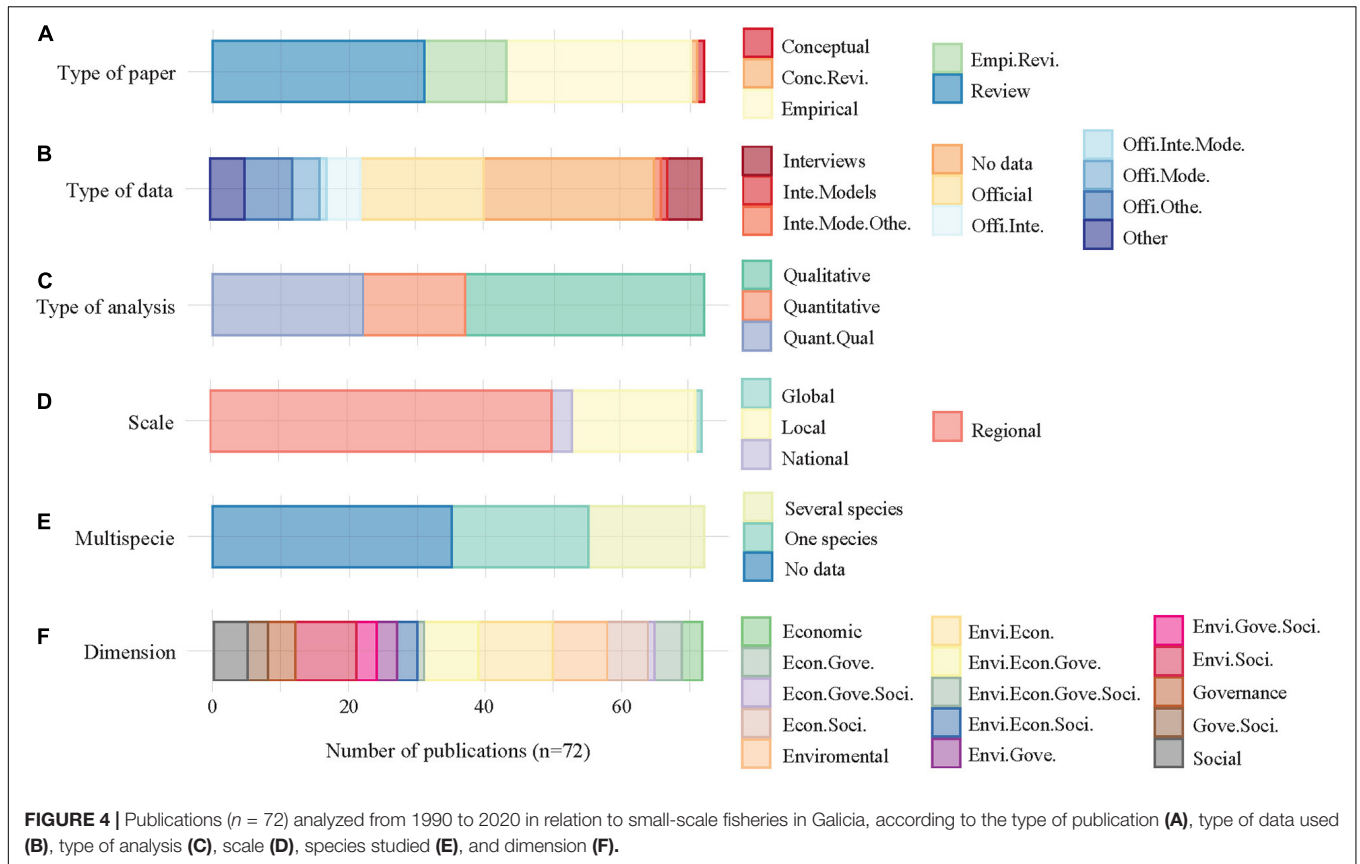 A
Type of paper
Conceptual
Conc.Revi.
Empirical
Empi.Revi.
Review
B
Type of data
Interviews
Inte.Models
Inte.Mode.Othe.
No data
Official
Offi.Inte.
Offi.Inte.Mode.
Offi.Mode.
Offi.Othe.
Other
C
Type of analysis
Qualitative
Quantitative
Quant.Qual
D
Scale
Global
Local
National
Regional
E
Multispecie
Several species
One species
No data
F
Dimension
Economic
Econ.Gove.
Econ.Gove.Soci.
Econ.Soci.
Enviromental
Envi.Econ.
Envi.Econ.Gove.
Envi.Econ.Gove.Soci.
Envi.Econ.Soci.
Envi.Gove.
Envi.Gove.Soci.
Envi.Soci.
Governance
Gove.Soci.
Social
0 20 40 60
Number of publications (n=72)
FIGURE 4 | Publications (n = 72) analyzed from 1990 to 2020 in relation to small-scale fisheries in Galicia, according to the type of publication (A), type of data used
(B), type of analysis (C), scale (D), species studied (E), and dimension (F).